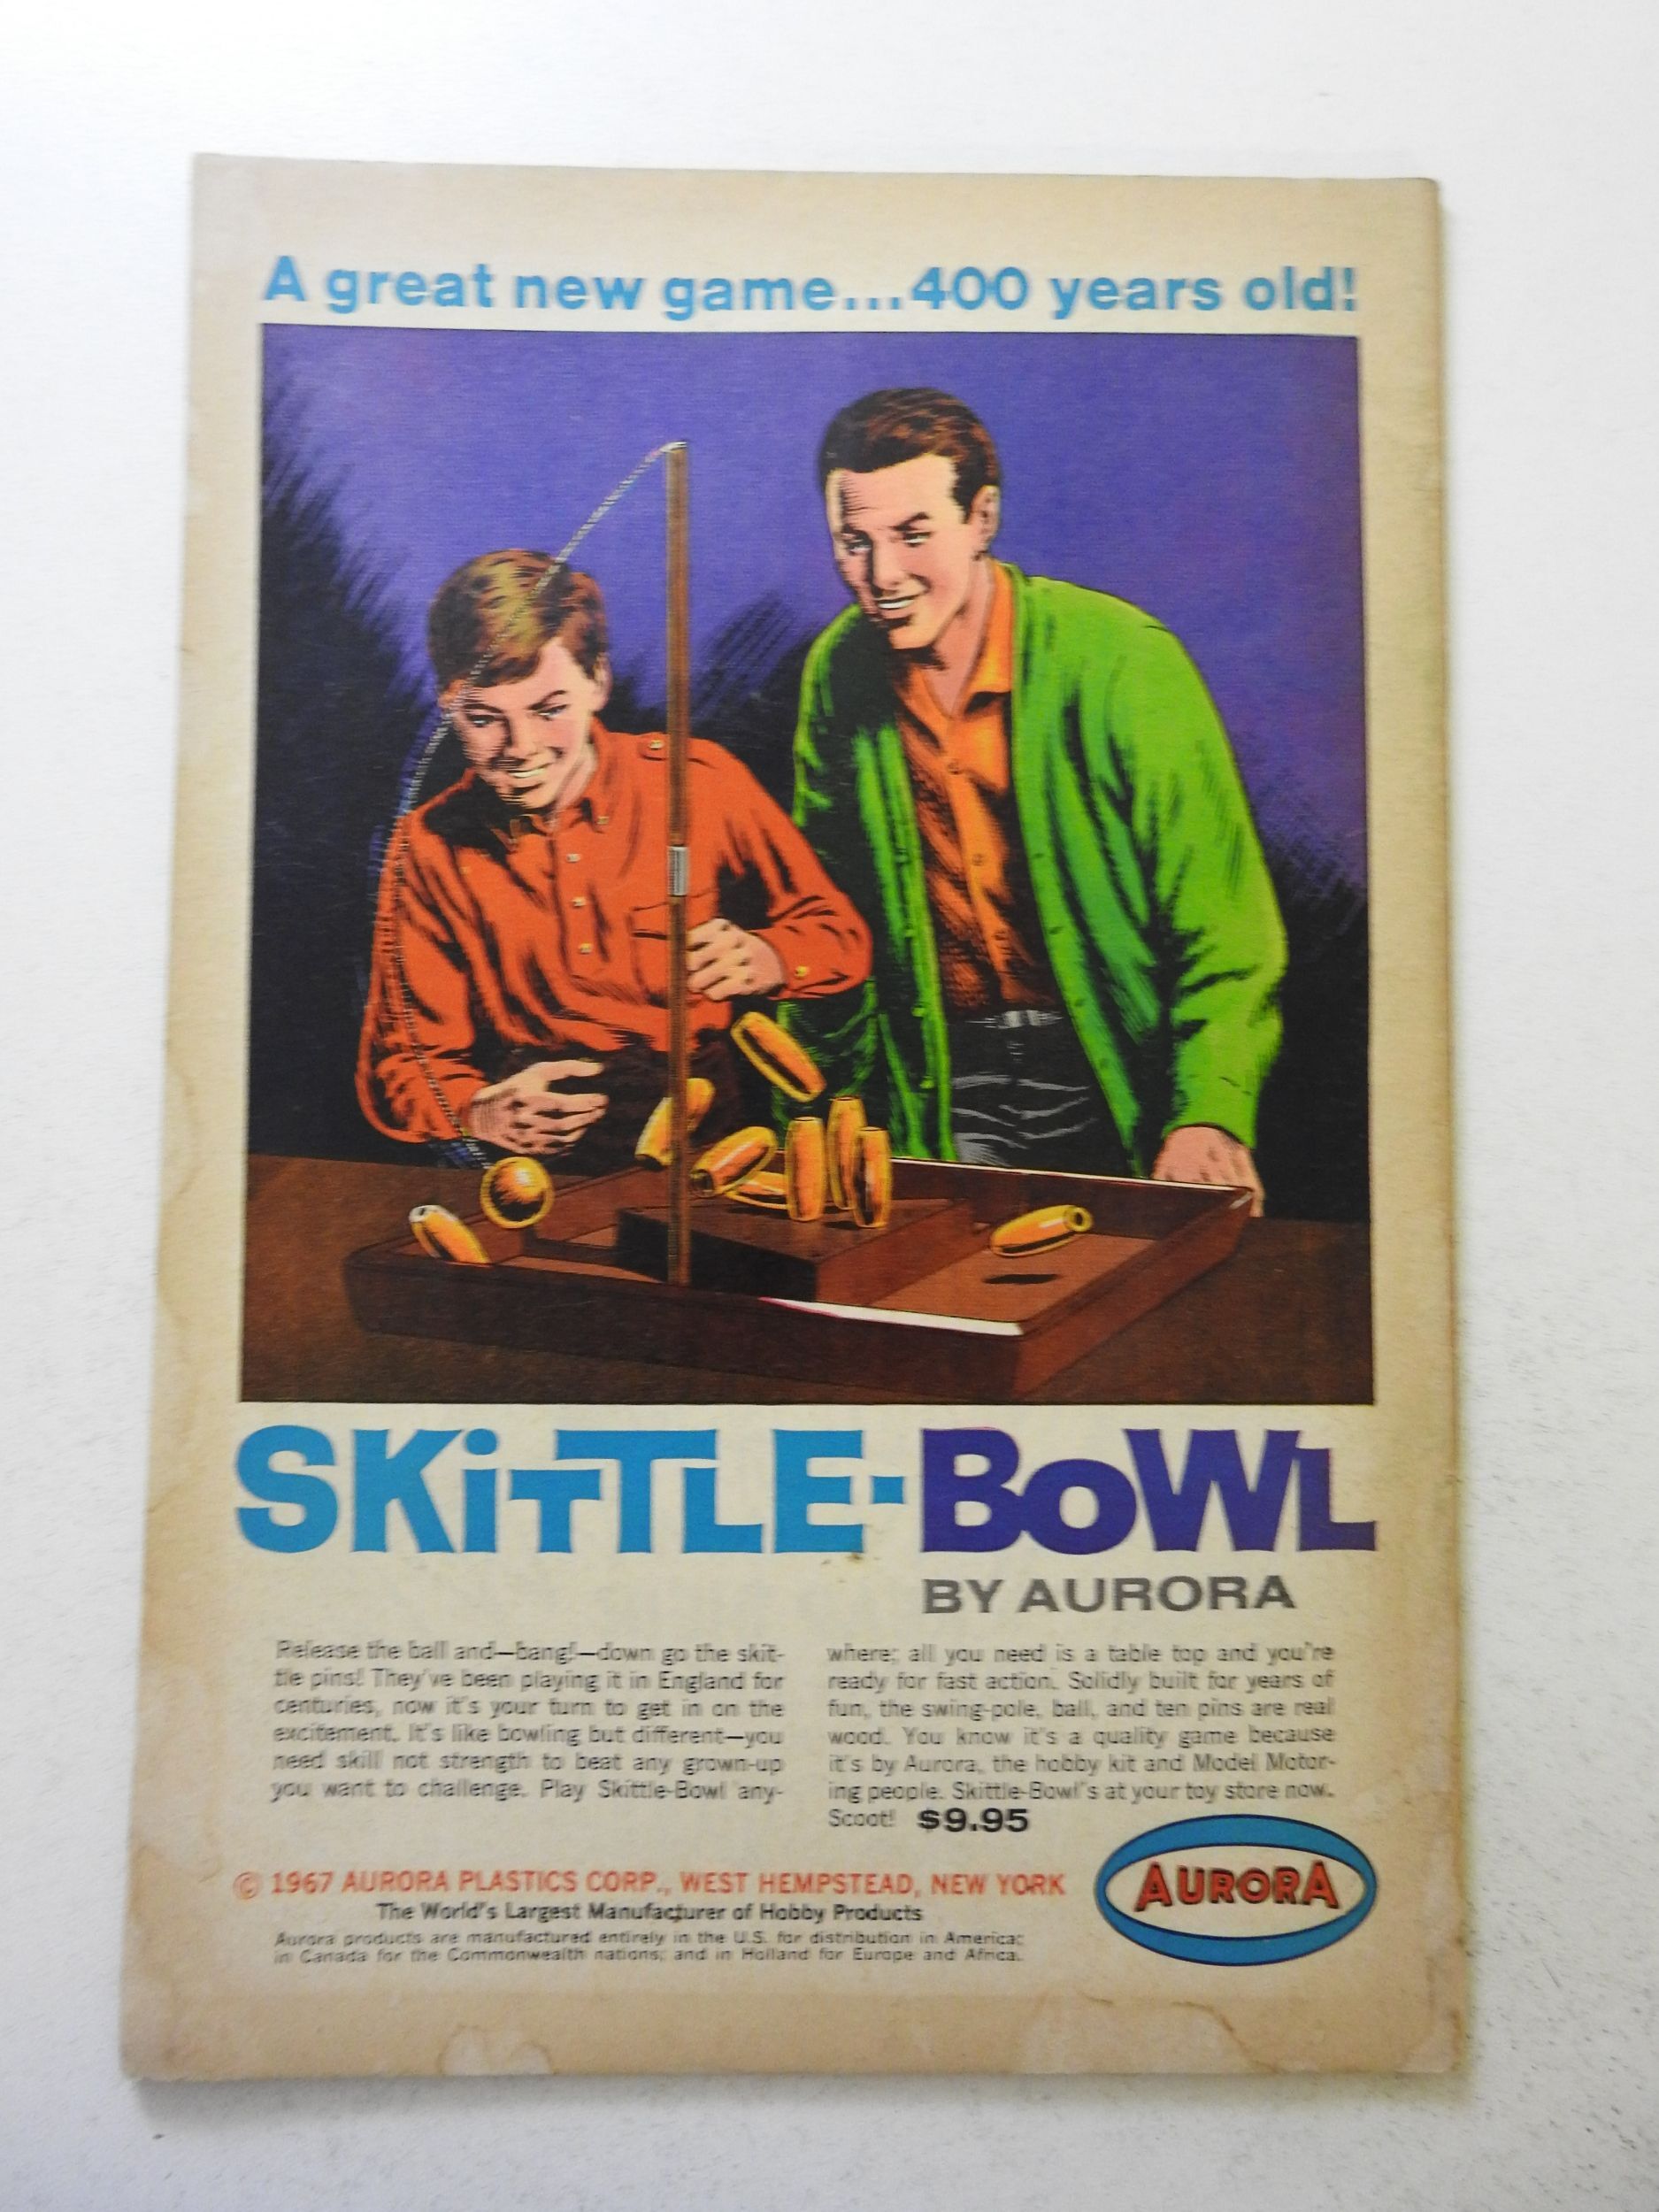 A great new game...400 years old!
SKiTTLE-BoWL
BY AURORA
Release the ball and—bang!—down go the skit-
tle pins! They've been playing it in England for
centuries, now it's your turn to get in on the
excitement. It's like bowling but different—you
need skill not strength to beat any grown-up
you want to challenge. Play Skittle-Bowl any-
where; all you need is a table top and you're
ready for fast action. Solidly built for years of
fun, the swing-pole, ball, and ten pins are real
wood. You know it's a quality game because
it's by Aurora, the hobby kit and Model Motor-
ing people. Skittle-Bowl's at your toy store now.
Scoot! $9.95
© 1967 AURORA PLASTICS CORP., WEST HEMPSTEAD, NEW YORK
The World's Largest Manufacturer of Hobby Products
Aurora products are manufactured entirely in the U.S. for distribution in America;
in Canada for the Commonwealth nations; and in Holland for Europe and Africa.
AURORA